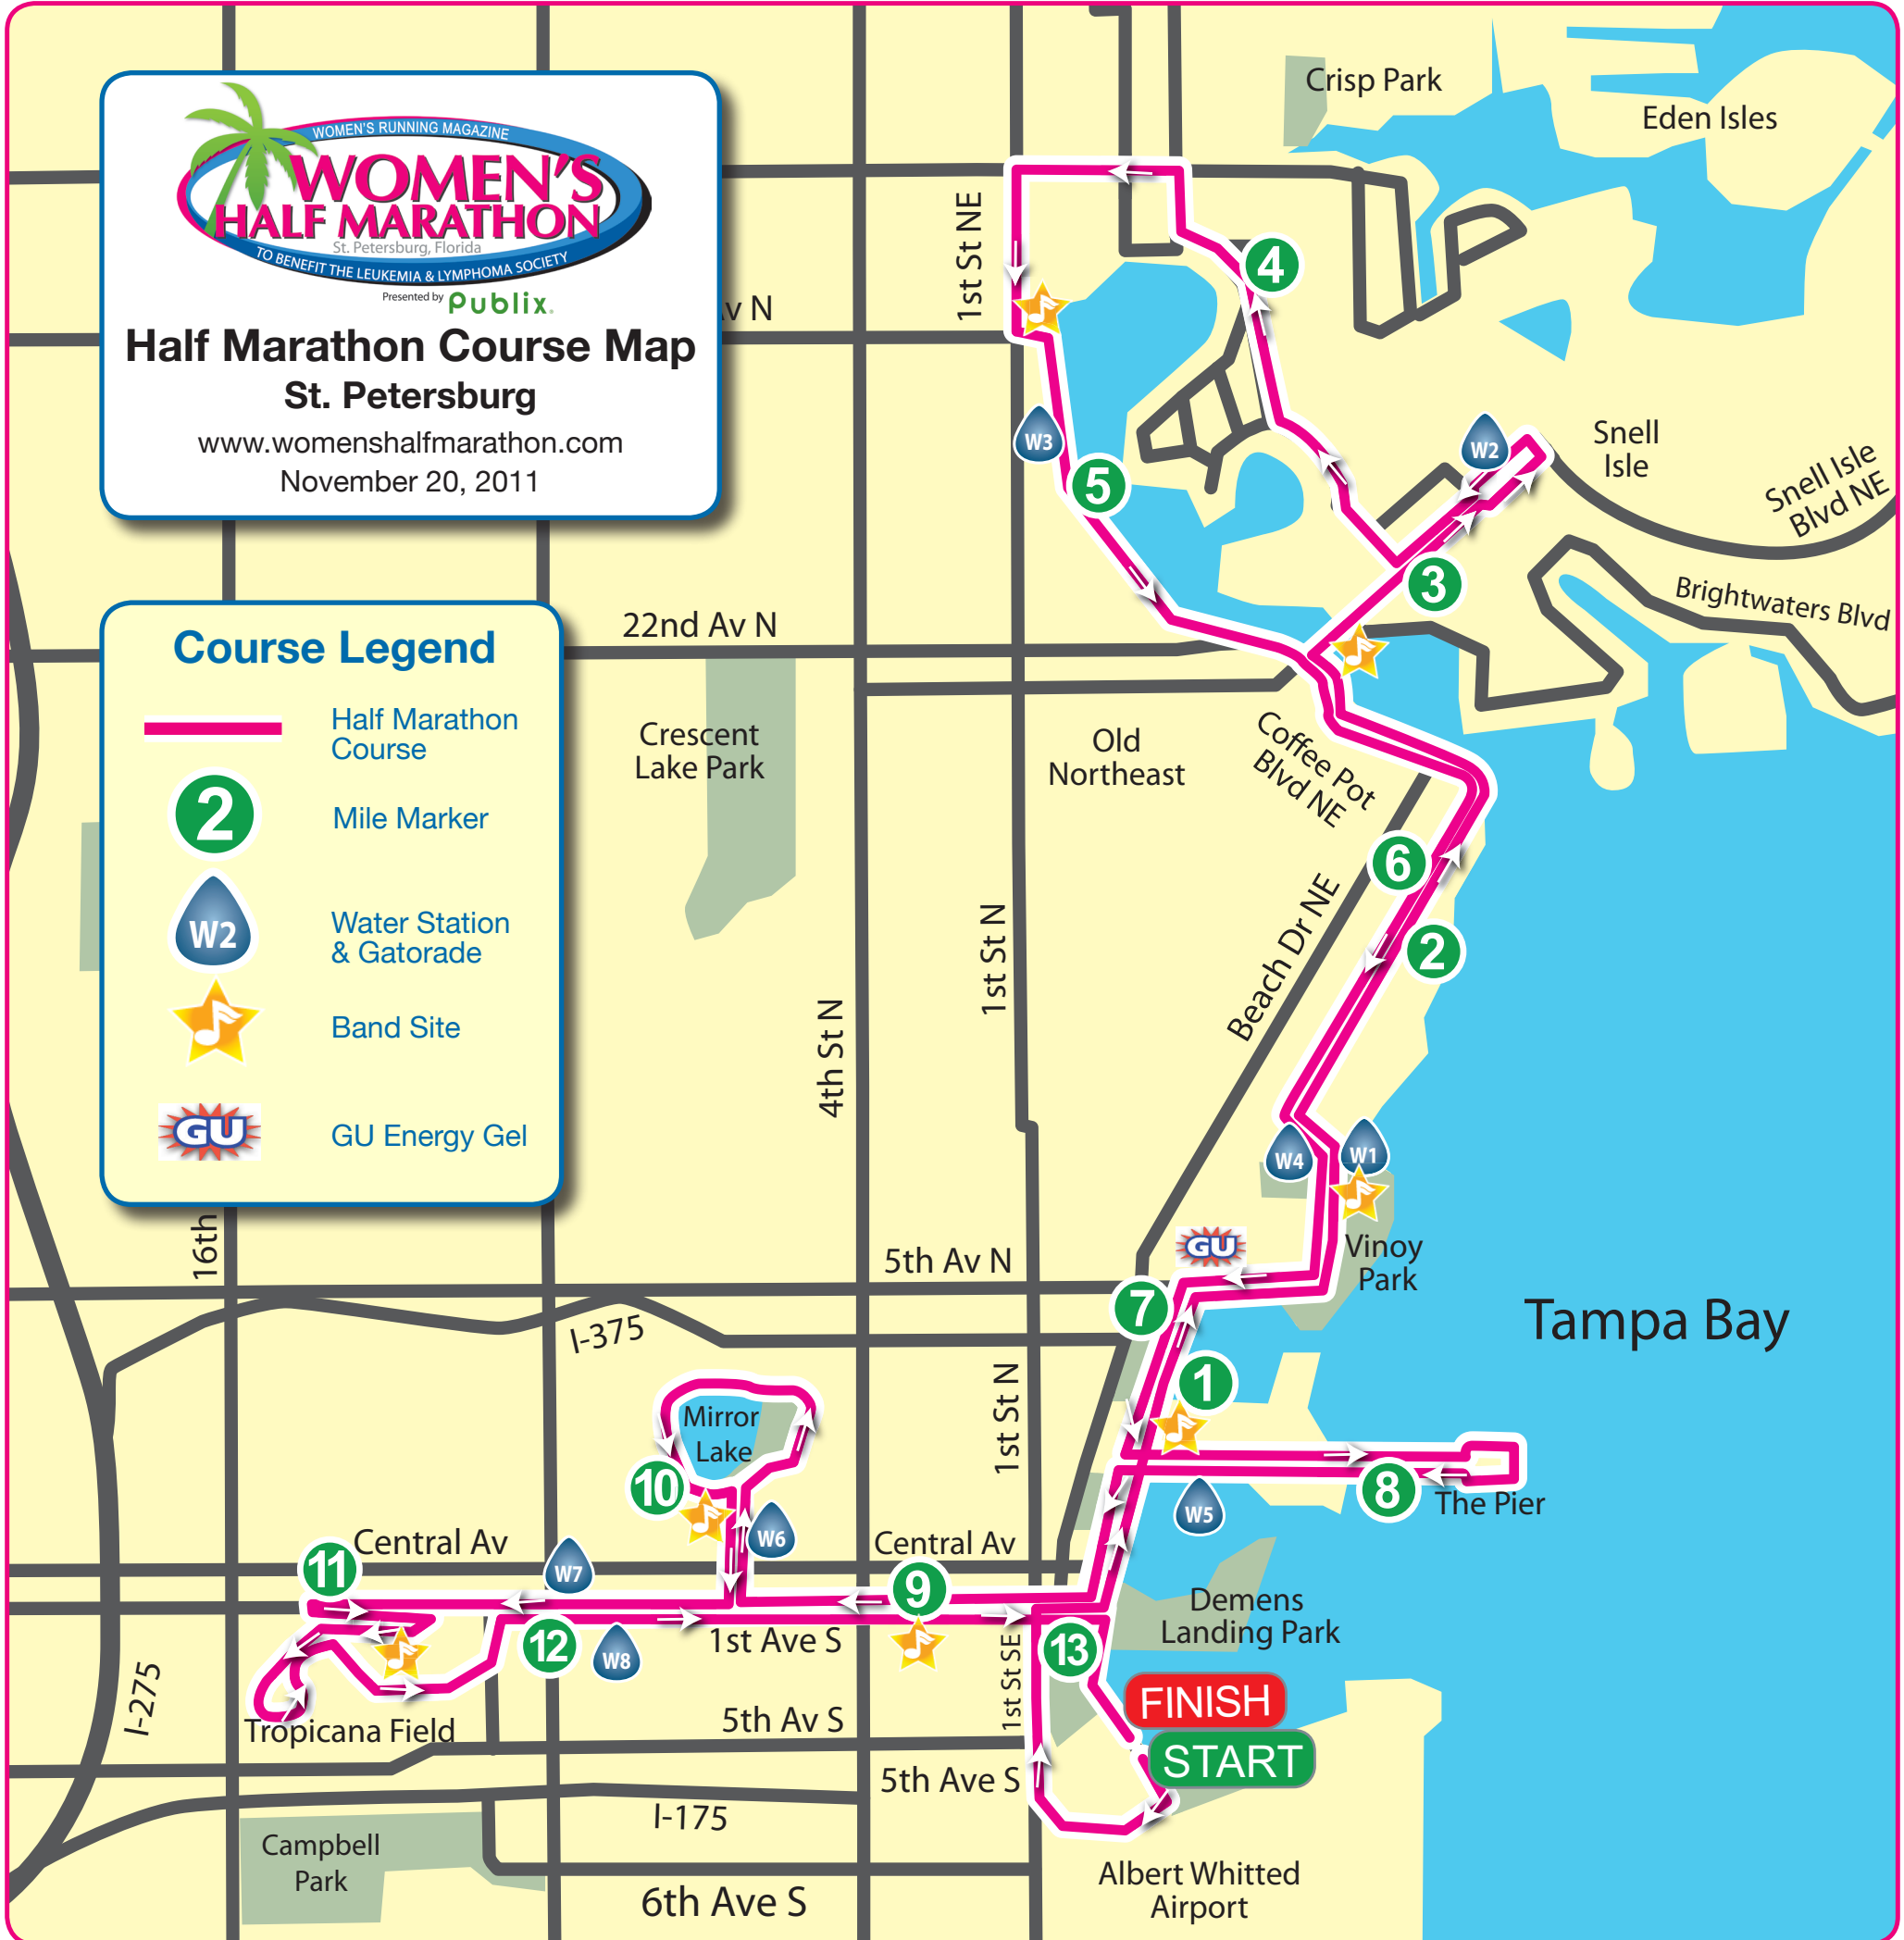 WOMEN'S RUNNING MAGAZINE
WOMEN'S
HALF MARATHON
St. Petersburg, Florida
TO BENEFIT THE LEUKEMIA & LYMPHOMA SOCIETY
Presented by Publix.
Half Marathon Course Map
St. Petersburg
www.womenshalfmarathon.com
November 20, 2011
Course Legend
Half Marathon
Course
2
Mile Marker
W2
Water Station
& Gatorade
Band Site
GU
GU Energy Gel
Crisp Park
Eden Isles
1st St NE
4
v N
W3
5
W2
Snell
Isle
Snell Isle
Blvd NE
3
Brightwaters Blvd
22nd Av N
Crescent
Lake Park
Old
Northeast
Coffee Pot
Blvd NE
6
2
Beach Dr NE
1st St N
4th St N
W4
W1
16th
5th Av N
GU
Vinoy
Park
7
Tampa Bay
I-375
1
1st St N
Mirror
Lake
10
8
The Pier
W5
W6
Central Av
Central Av
11
W7
9
Demens
Landing Park
12
W8
1st Ave S
1st St SE
13
I-275
FINISH
START
Tropicana Field
5th Av S
5th Ave S
I-175
Campbell
Park
Albert Whitted
Airport
6th Ave S